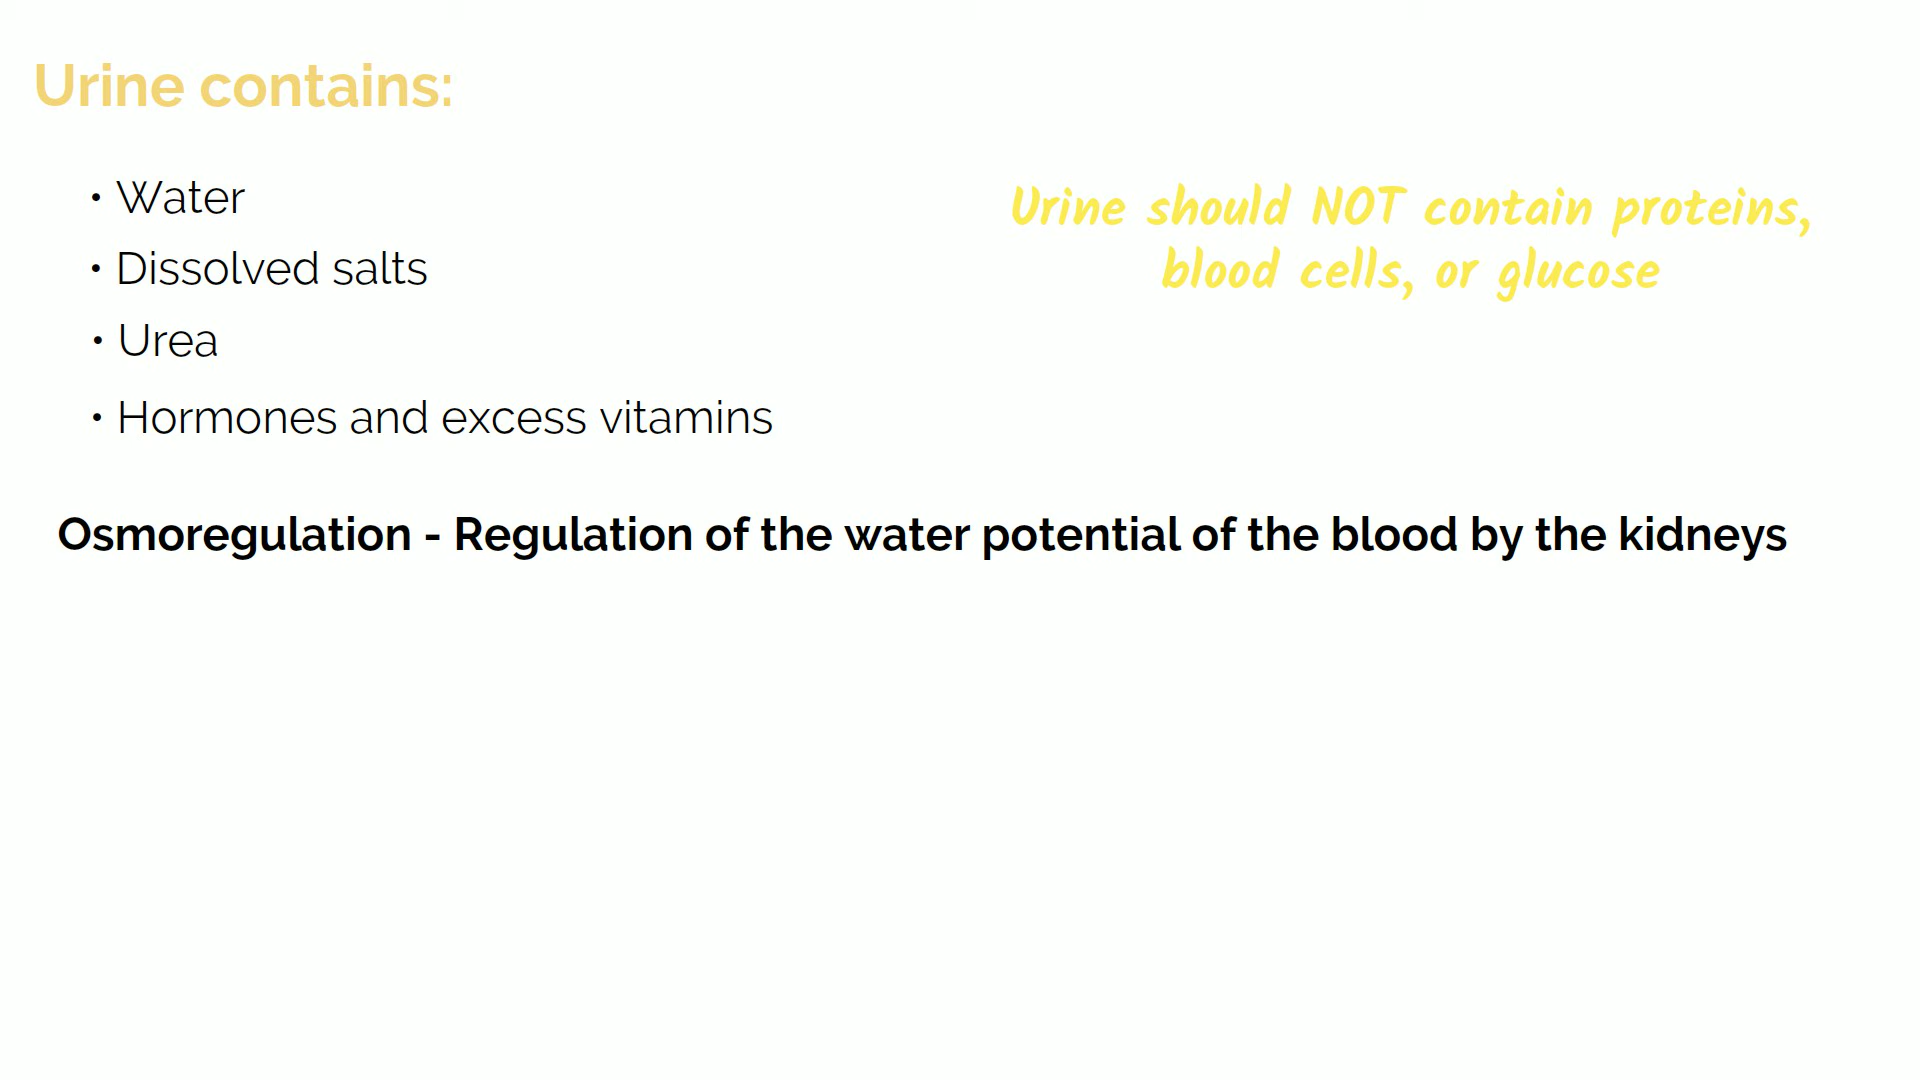 Urine contains:
• Water
• Dissolved salts
• Urea
• Hormones and excess vitamins
Urine should NOT contain proteins,
blood cells, or glucose
Osmoregulation - Regulation of the water potential of the blood by the kidneys